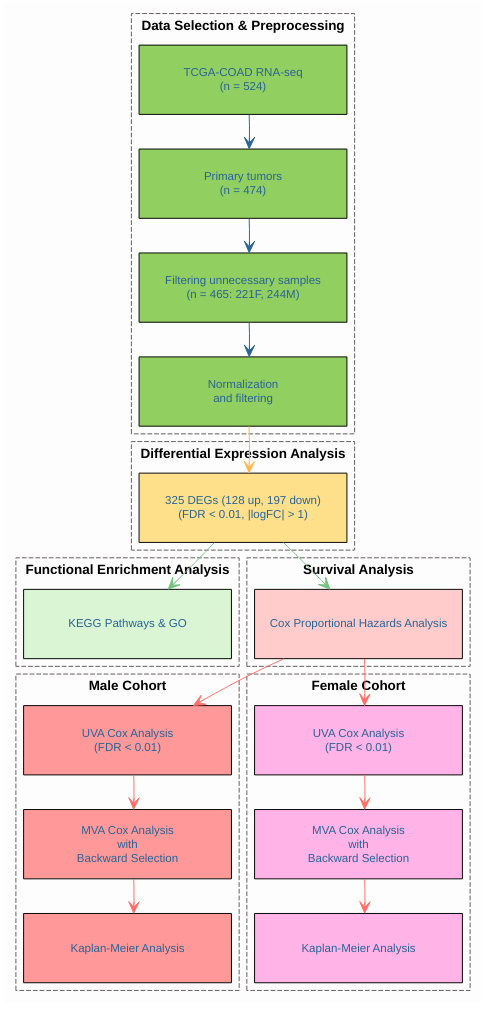 Data Selection & Preprocessing
TCGA-COAD RNA-seq
(n = 524)
Primary tumors
(n = 474)
Filtering unnecessary samples
(n = 465: 221F, 244M)
Normalization
and filtering
Differential Expression Analysis
325 DEGs (128 up, 197 down)
(FDR < 0.01, |logFC| > 1)
Functional Enrichment Analysis
KEGG Pathways & GO
Survival Analysis
Cox Proportional Hazards Analysis
Male Cohort
UVA Cox Analysis
(FDR < 0.01)
MVA Cox Analysis
with
Backward Selection
Kaplan-Meier Analysis
Female Cohort
UVA Cox Analysis
(FDR < 0.01)
MVA Cox Analysis
with
Backward Selection
Kaplan-Meier Analysis